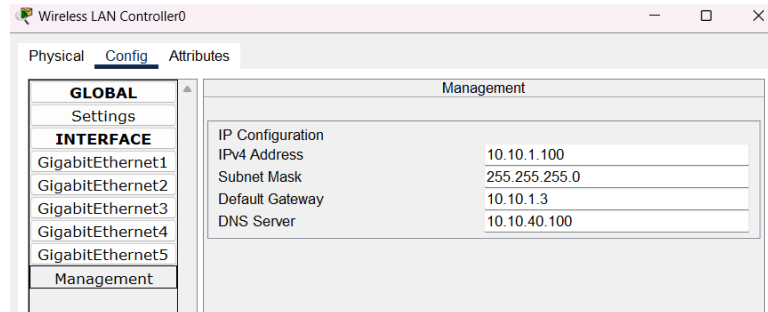 Wireless LAN Controller0
Physical Config Attributes
GLOBAL
Settings
INTERFACE
GigabitEthernet1
GigabitEthernet2
GigabitEthernet3
GigabitEthernet4
GigabitEthernet5
Management
Management
IP Configuration
IPv4 Address 10.10.1.100
Subnet Mask 255.255.255.0
Default Gateway 10.10.1.3
DNS Server 10.10.40.100